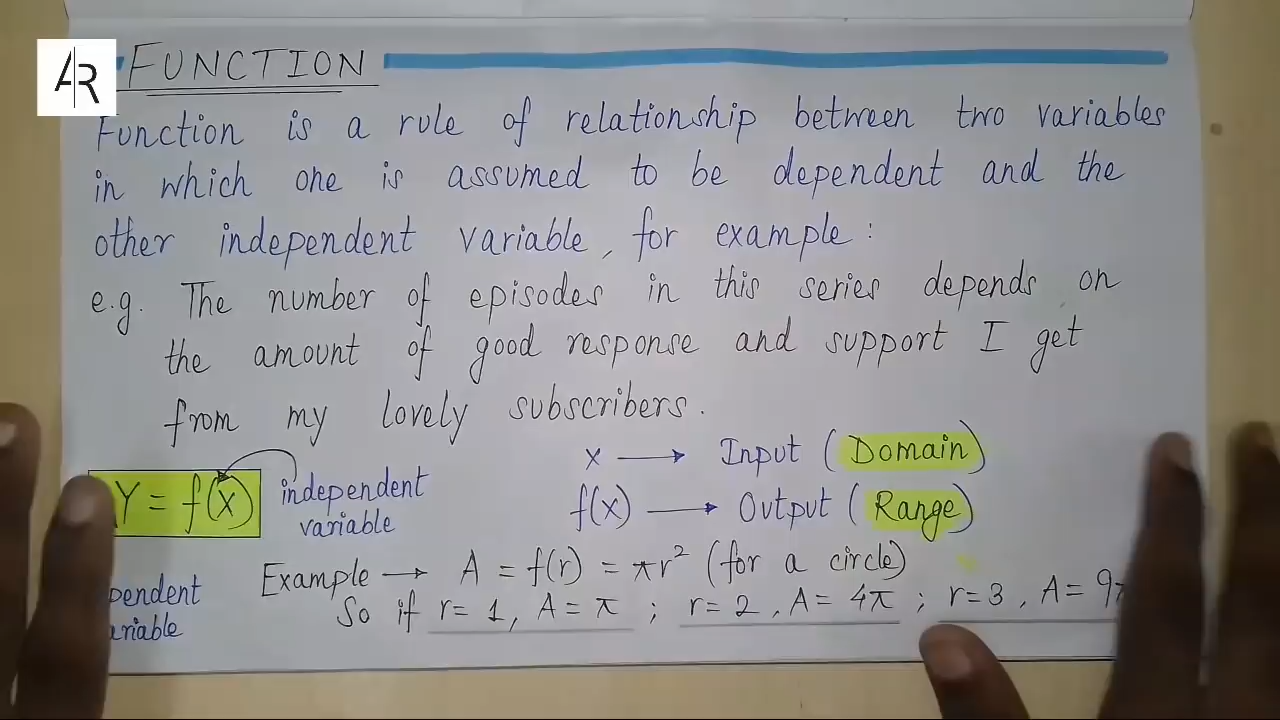 AR
FUNCTION
Function is a rule of relationship between two variables
in which one is assumed to be dependent and the
other independent variable, for example:
e.g. The number of episodes in this series depends on
the amount of good response and support I get
from my lovely subscribers.
Y = f(x)
independent
variable
x → Input (Domain)
f(x) → Output (Range)
pendent
ariable
Example → A = f(r) = πr² (for a circle)
So if r = 1, A = π ; r = 2, A = 4π ; r = 3, A = 9π